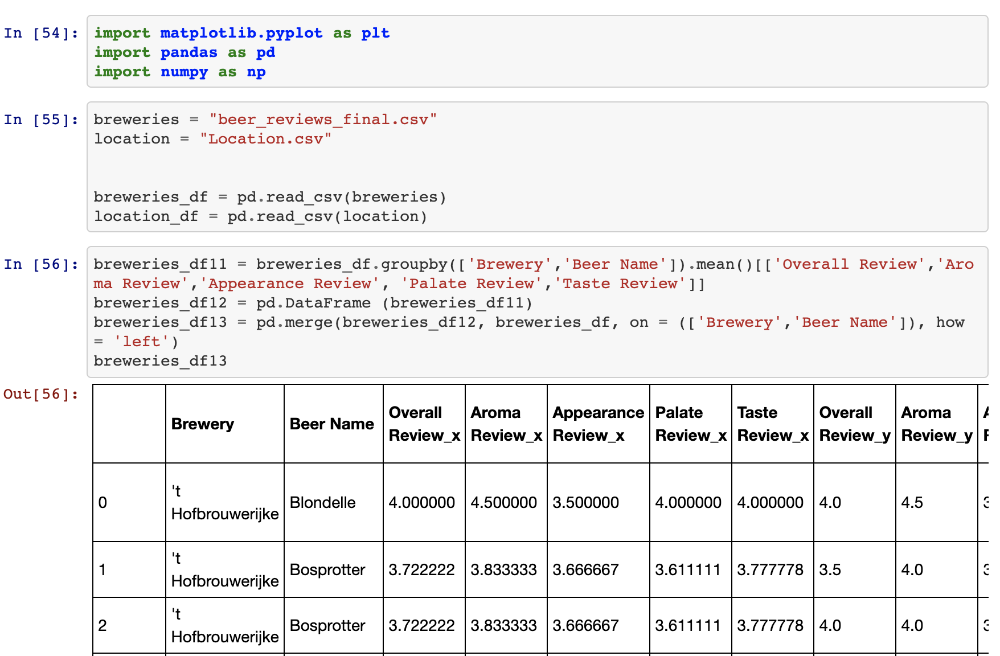 In [54]:
import matplotlib.pyplot as plt
import pandas as pd
import numpy as np
In [55]:
breweries = "beer_reviews_final.csv"
location = "Location.csv"
breweries_df = pd.read_csv(breweries)
location_df = pd.read_csv(location)
In [56]:
breweries_df11 = breweries_df.groupby(['Brewery','Beer Name']).mean()[['Overall Review','Aro
ma Review','Appearance Review', 'Palate Review','Taste Review']]
breweries_df12 = pd.DataFrame (breweries_df11)
breweries_df13 = pd.merge(breweries_df12, breweries_df, on = (['Brewery','Beer Name']), how
= 'left')
breweries_df13
Out[56]:
Brewery Beer Name Overall Review_x Aroma Review_x Appearance Review_x Palate Review_x Taste Review_x Overall Review_y Aroma Review_y
0 't Hofbrouwerijke Blondelle 4.000000 4.500000 3.500000 4.000000 4.000000 4.0 4.5
1 't Hofbrouwerijke Bosprotter 3.722222 3.833333 3.666667 3.611111 3.777778 3.5 4.0
2 't Hofbrouwerijke Bosprotter 3.722222 3.833333 3.666667 3.611111 3.777778 4.0 4.0